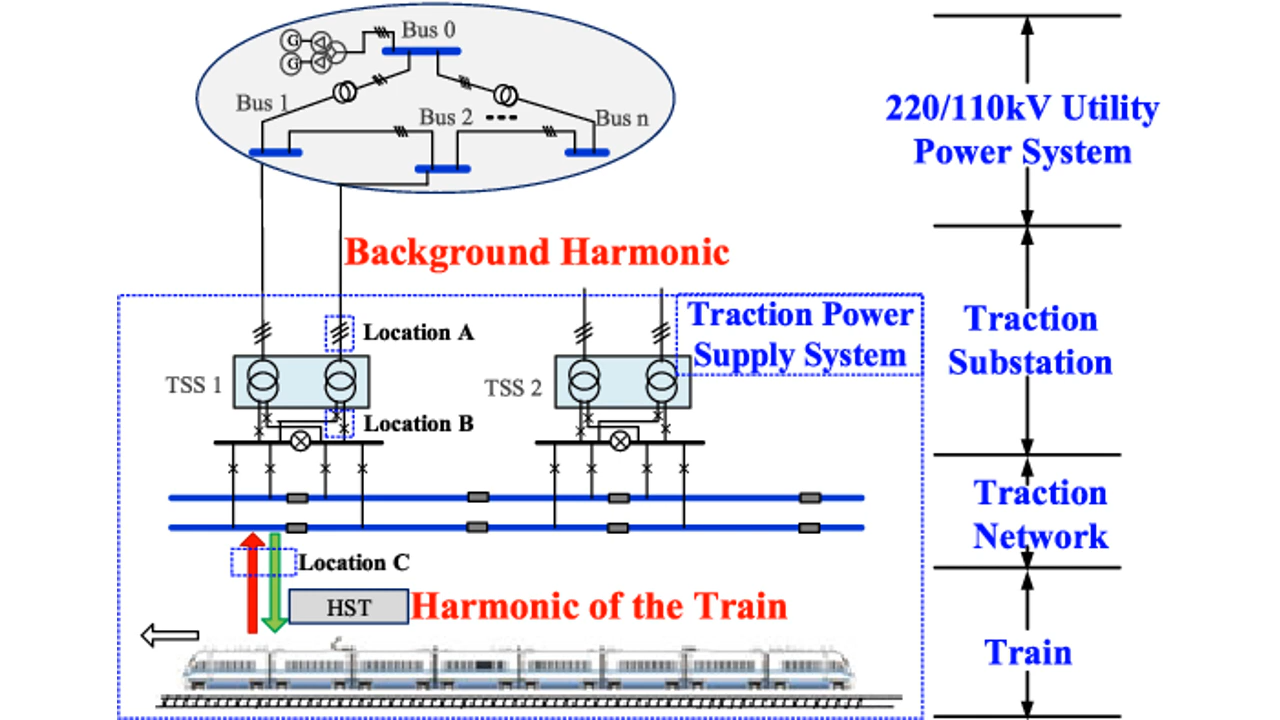 Bus 0
G
G
Bus 1
Bus 2
Bus n
220/110kV Utility
Power System
Background Harmonic
Traction Power
Supply System
Location A
TSS 1
TSS 2
Location B
Traction
Substation
Traction
Network
Location C
HST
Harmonic of the Train
Train